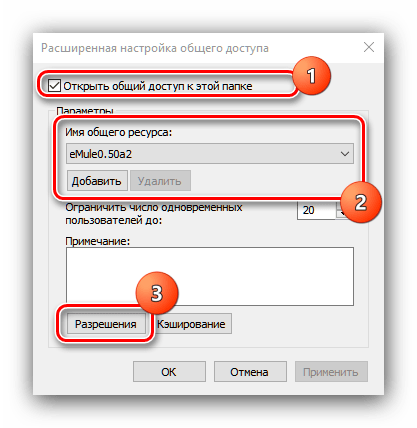 Расширенная настройка общего доступа
Открыть общий доступ к этой папке
1
Параметры
Имя общего ресурса:
eMule0.50a2
Добавить Удалить
2
Ограничить число одновременных пользователей до:
20
Примечание:
3
Разрешения Кэширование
ОК Отмена Применить